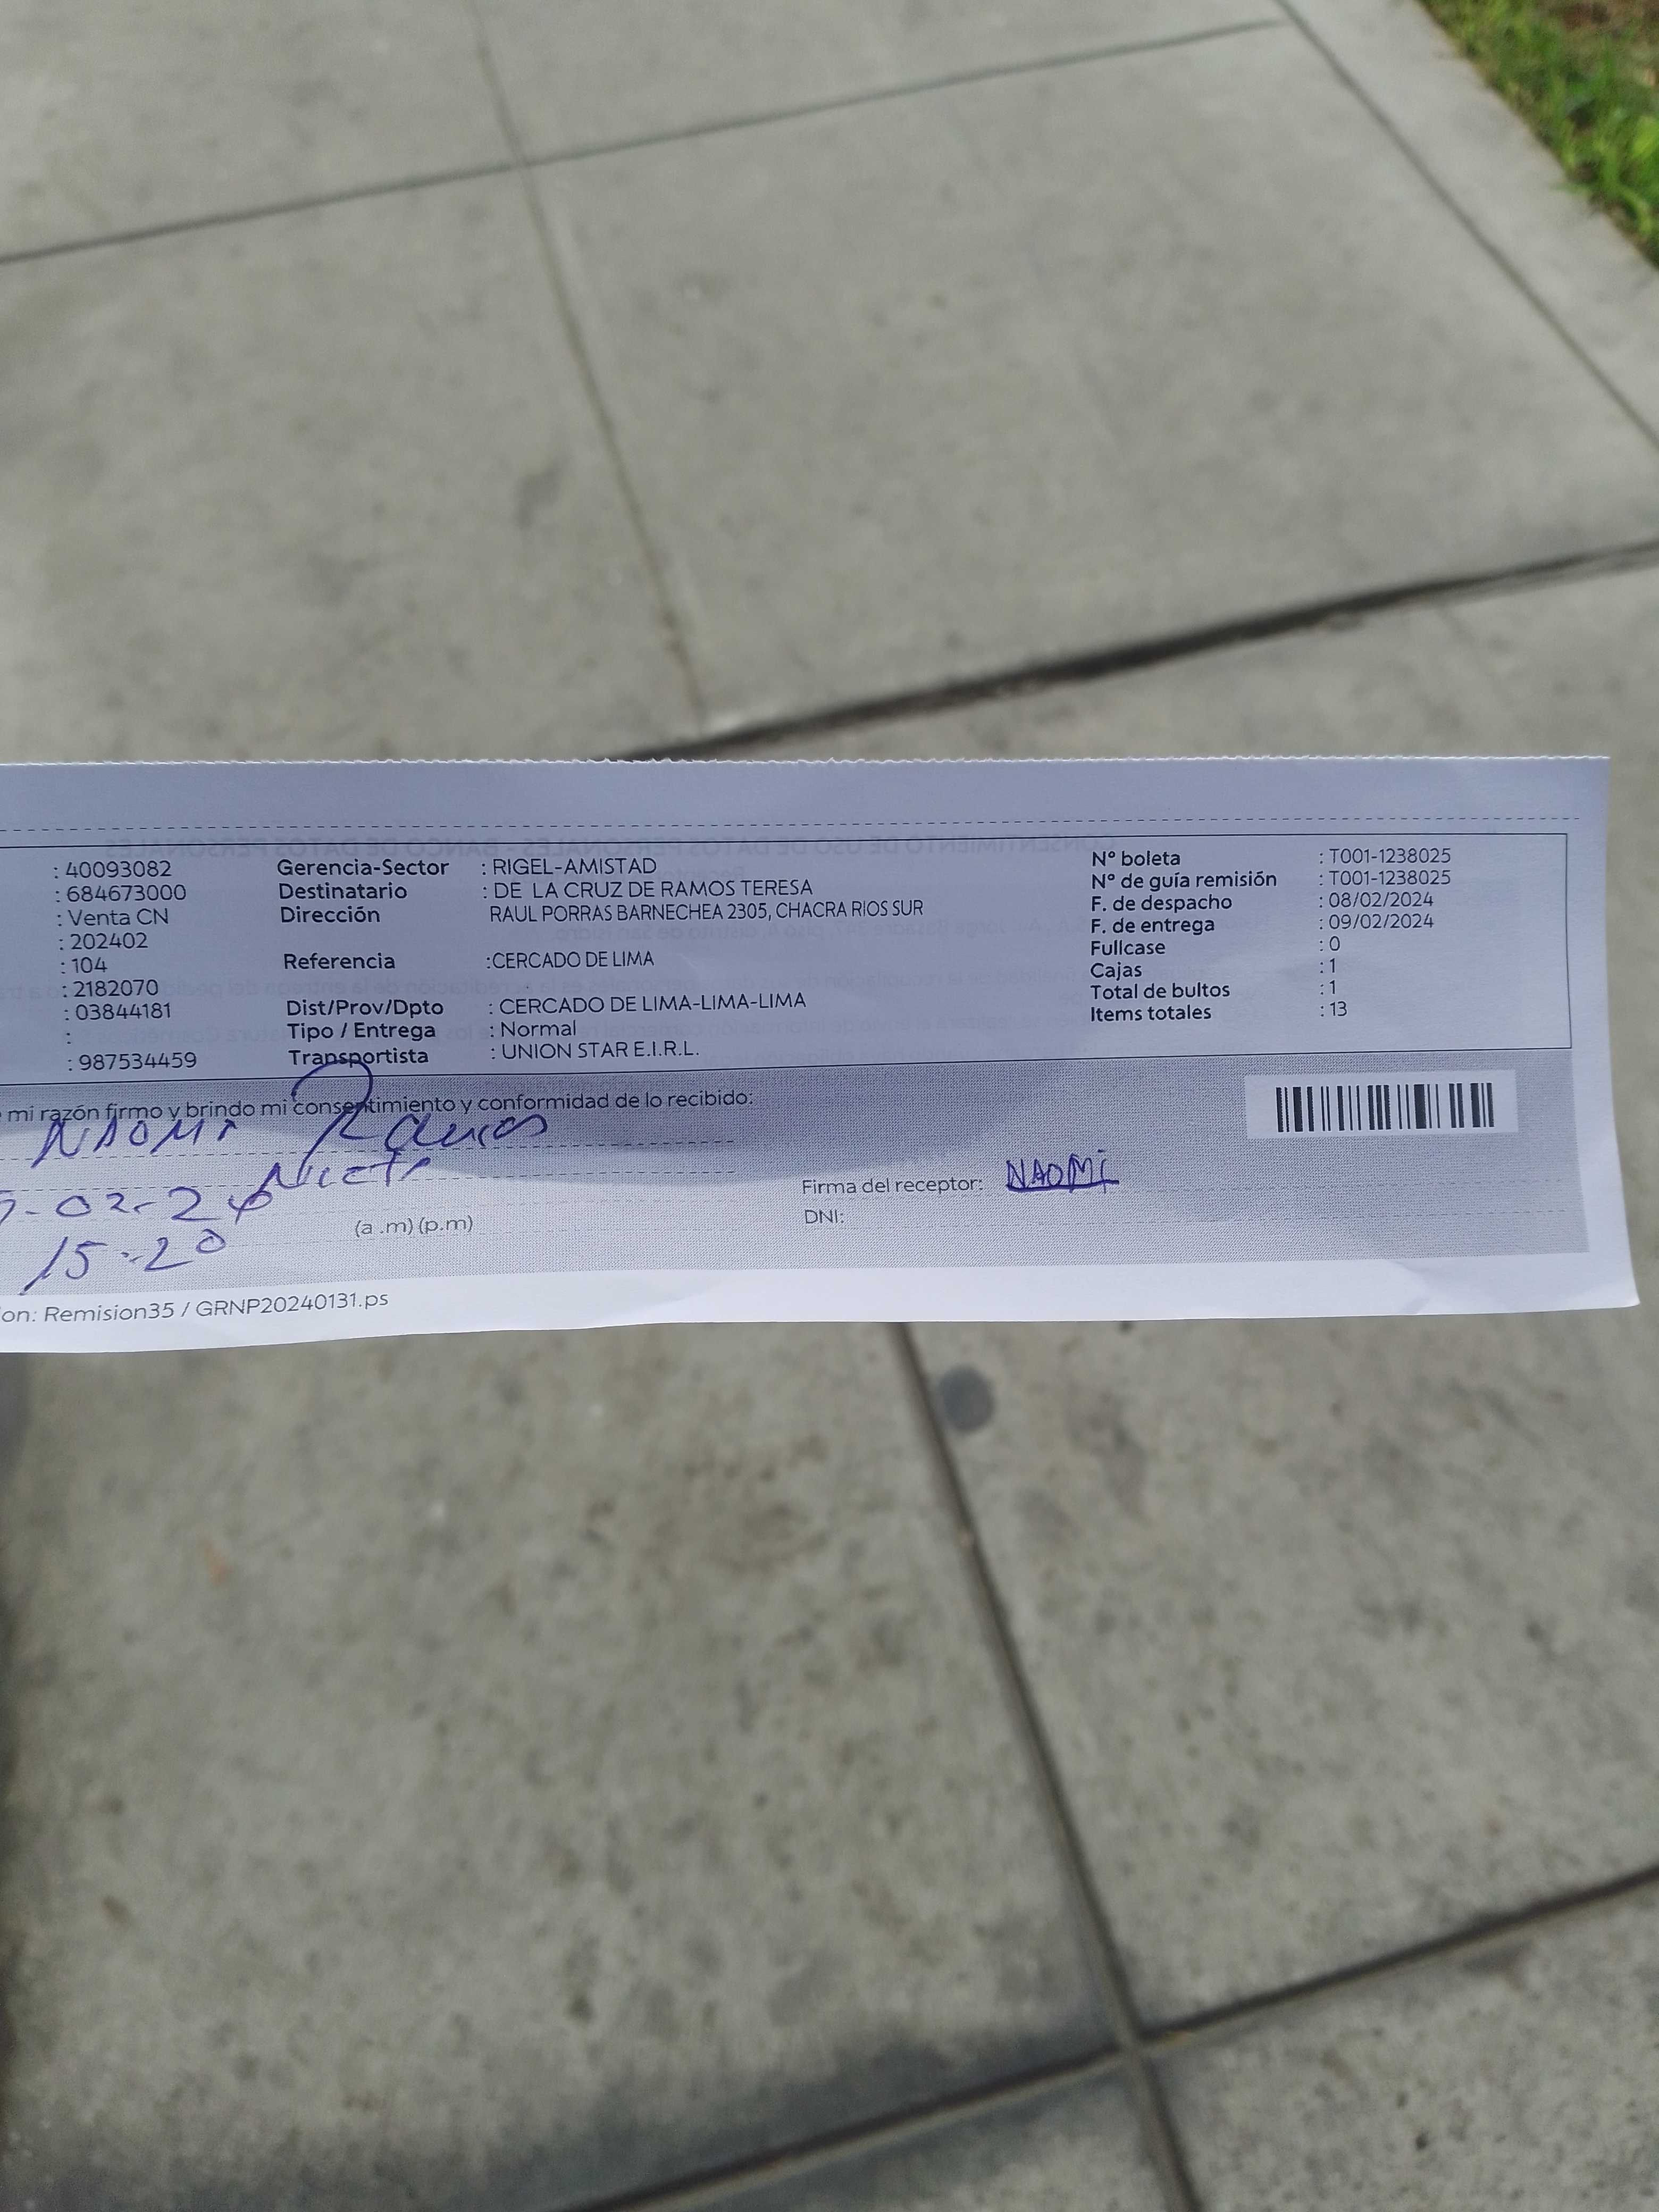 : 40093082 Gerencia-Sector : RIGEL-AMISTAD Nº boleta : T001-1238025
: 684673000 Destinatario : DE LA CRUZ DE RAMOS TERESA Nº de guía remisión : T001-1238025
: Venta CN Dirección RAUL PORRAS BARNECHEA 2305, CHACRA RIOS SUR F. de despacho : 08/02/2024
: 202402 F. de entrega : 09/02/2024
: 104 Referencia :CERCADO DE LIMA Fullcase : 0
: 2182070 Cajas : 1
: 03844181 Dist/Prov/Dpto : CERCADO DE LIMA-LIMA-LIMA Total de bultos : 1
: Tipo / Entrega : Normal Items totales : 13
: 987534459 Transportista : UNION STAR E.I.R.L.
mi razón firmo y brindo mi consentimiento y conformidad de lo recibido:
NAOMI Ramos
Nieta
-02-24
(a .m) (p.m)
15-20
Firma del receptor: NAOMI
DNI:
on: Remision35 / GRNP20240131.ps